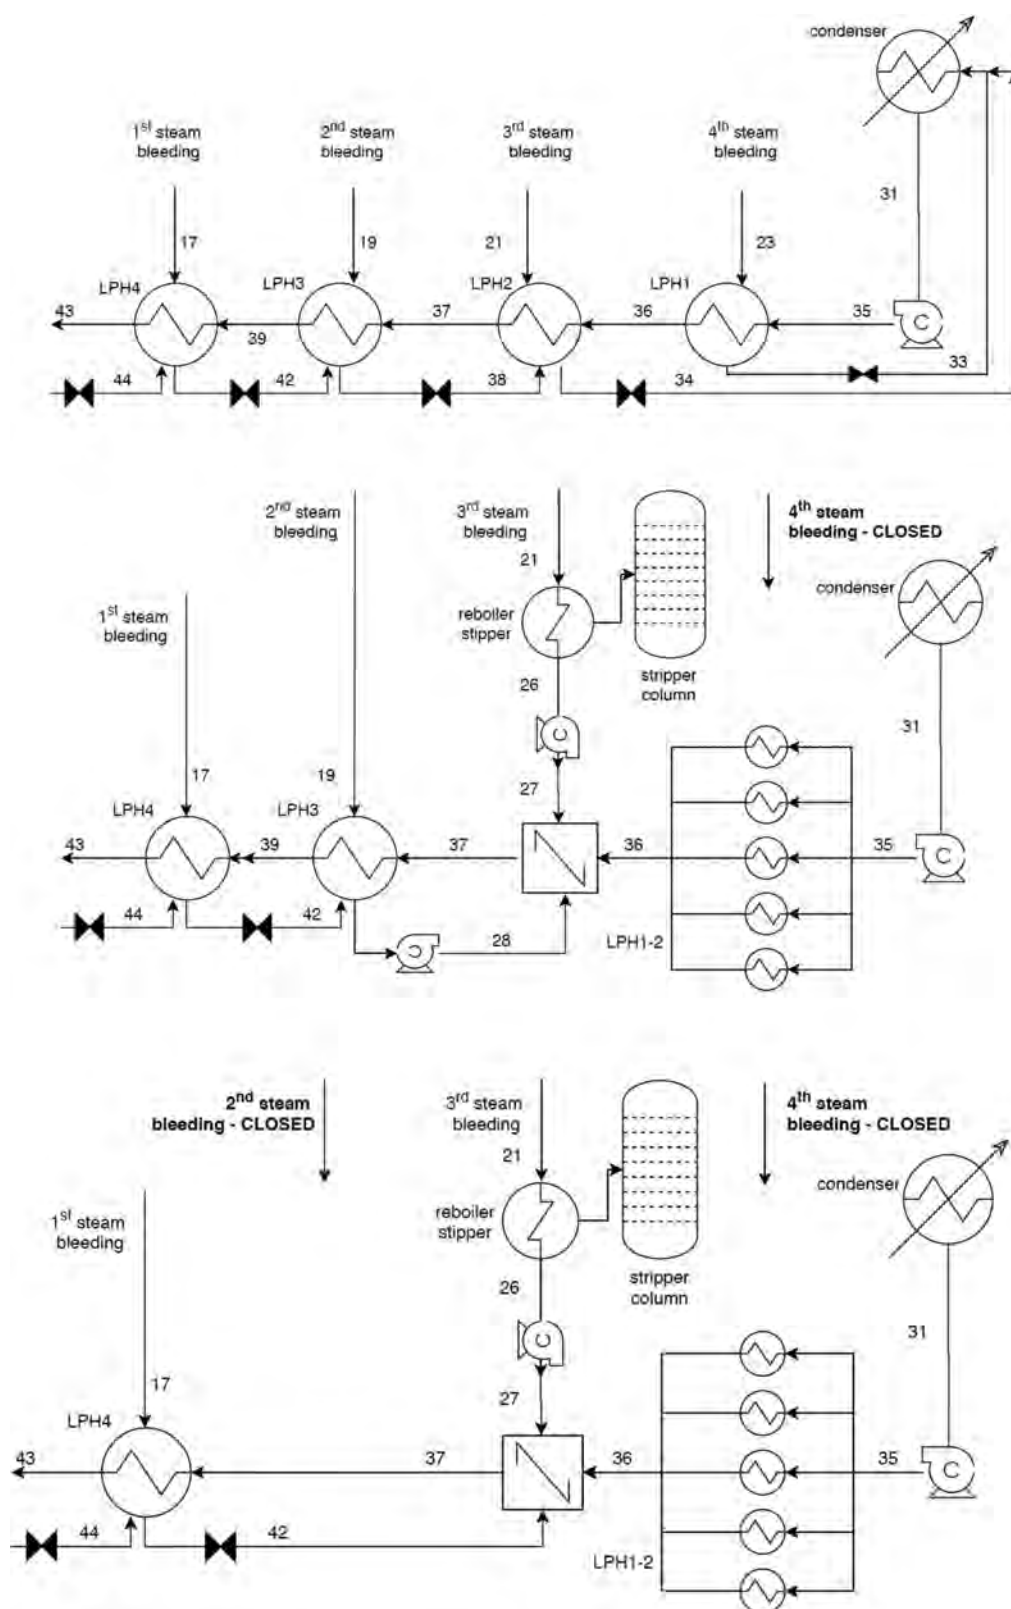 condenser
1st steam
bleeding
2nd steam
bleeding
3rd steam
bleeding
4th steam
bleeding
31
17
19
21
23
LPH4
LPH3
LPH2
LPH1
43
39
37
36
35
44
42
38
34
33
2nd steam
bleeding
3rd steam
bleeding
21
4th steam
bleeding - CLOSED
condenser
1st steam
bleeding
reboiler
stipper
stripper
column
26
31
17
19
27
LPH4
LPH3
43
39
37
36
35
44
42
28
LPH1-2
2nd steam
bleeding - CLOSED
3rd steam
bleeding
21
4th steam
bleeding - CLOSED
condenser
1st steam
bleeding
reboiler
stipper
stripper
column
26
31
17
27
LPH4
43
37
36
35
44
42
LPH1-2
C
C
C
C
C
C